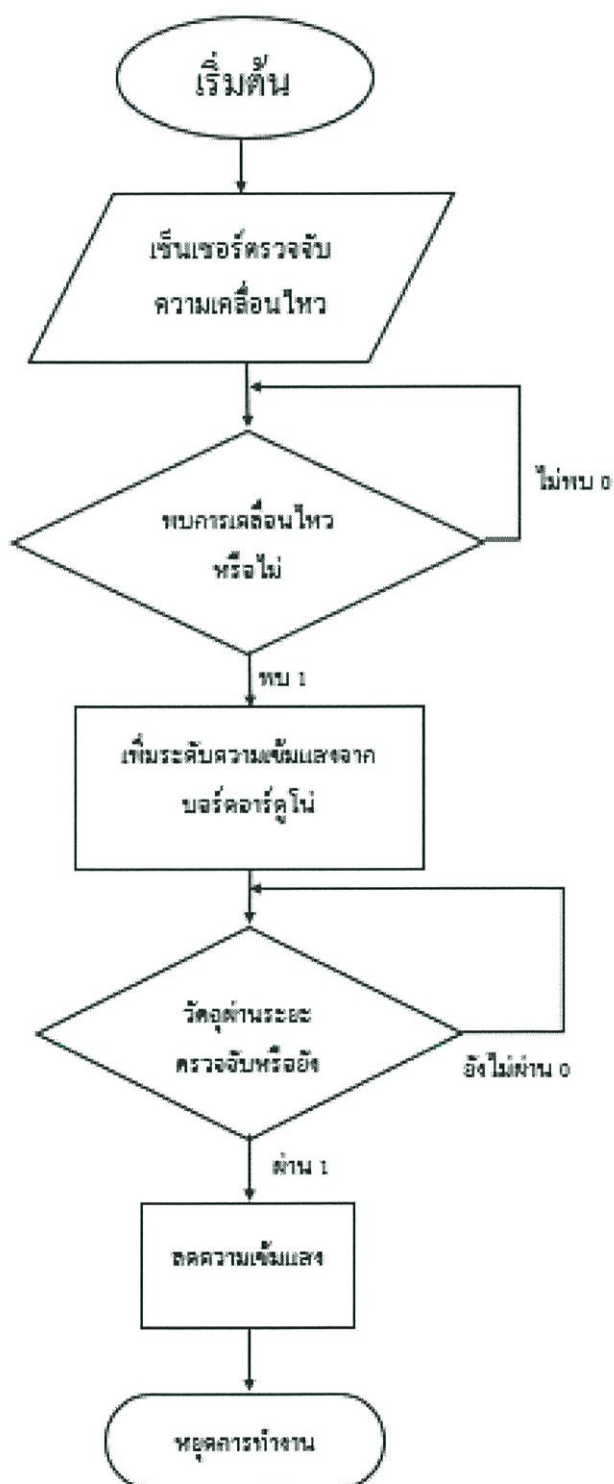 เริ่มต้น
เซ็นเซอร์ตรวจจับ
ความเคลื่อนไหว
ไม่พบ 0
พบการเคลื่อนไหว
หรือไม่
พบ 1
เพิ่มระดับความเข้มแสงจาก
บอร์ดอาร์ดูโน่
วัตถุผ่านระยะ
ตรวจจับหรือยัง
ยังไม่ผ่าน 0
ผ่าน 1
ลดความเข้มแสง
หยุดการทำงาน